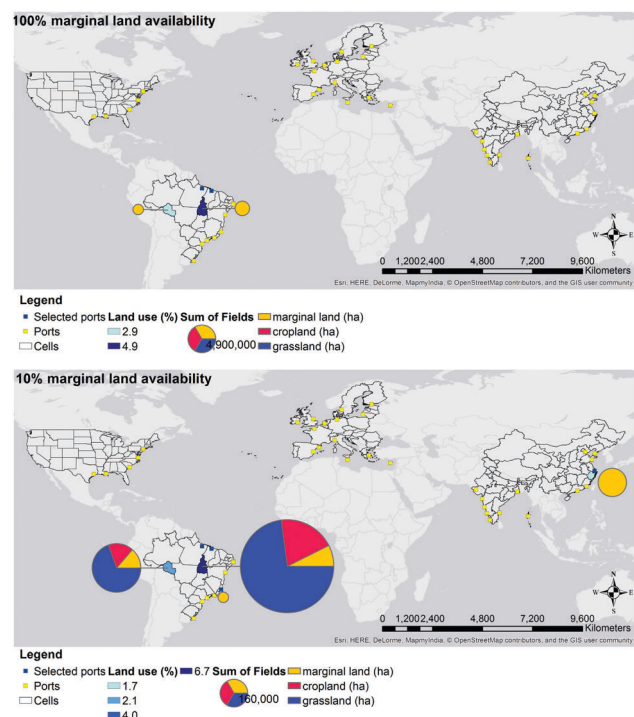 100% marginal land availability
N
W E
S
0 1,200 2,400 4,800 7,200 9,600
Kilometers
Esri, HERE, DeLorme, MapmyIndia, © OpenStreetMap contributors, and the GIS user community
Legend
Selected ports Land use (%) Sum of Fields marginal land (ha)
Ports 2.9 cropland (ha)
Cells 4.9 4,900,000 grassland (ha)
10% marginal land availability
N
W E
S
0 1,200 2,400 4,800 7,200 9,600
Kilometers
Esri, HERE, DeLorme, MapmyIndia, © OpenStreetMap contributors, and the GIS user community
Legend
Selected ports Land use (%) 6.7 Sum of Fields marginal land (ha)
Ports 1.7 cropland (ha)
Cells 2.1 160,000 grassland (ha)
4.0